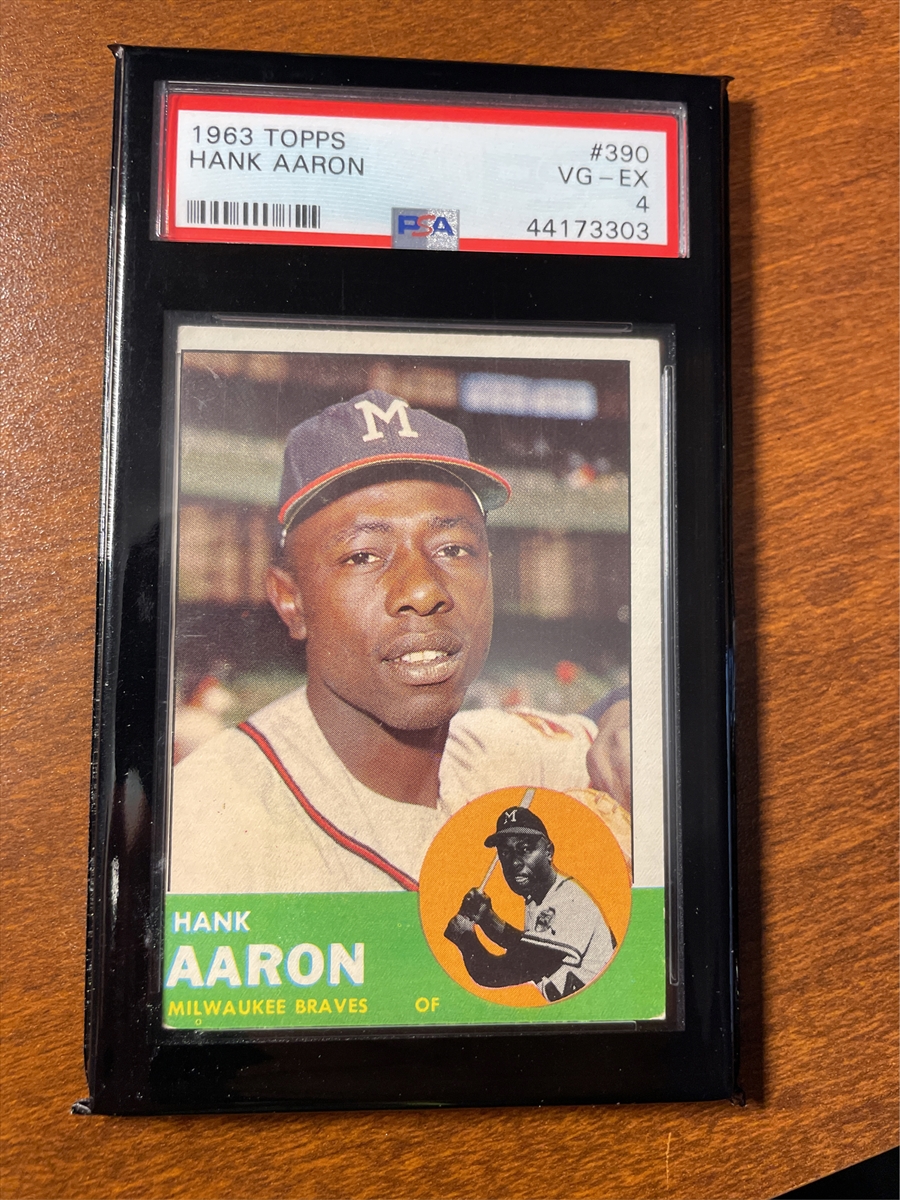 1963 TOPPS #390
HANK AARON VG-EX
4
PSA 44173303
M
M
HANK
AARON
MILWAUKEE BRAVES OF